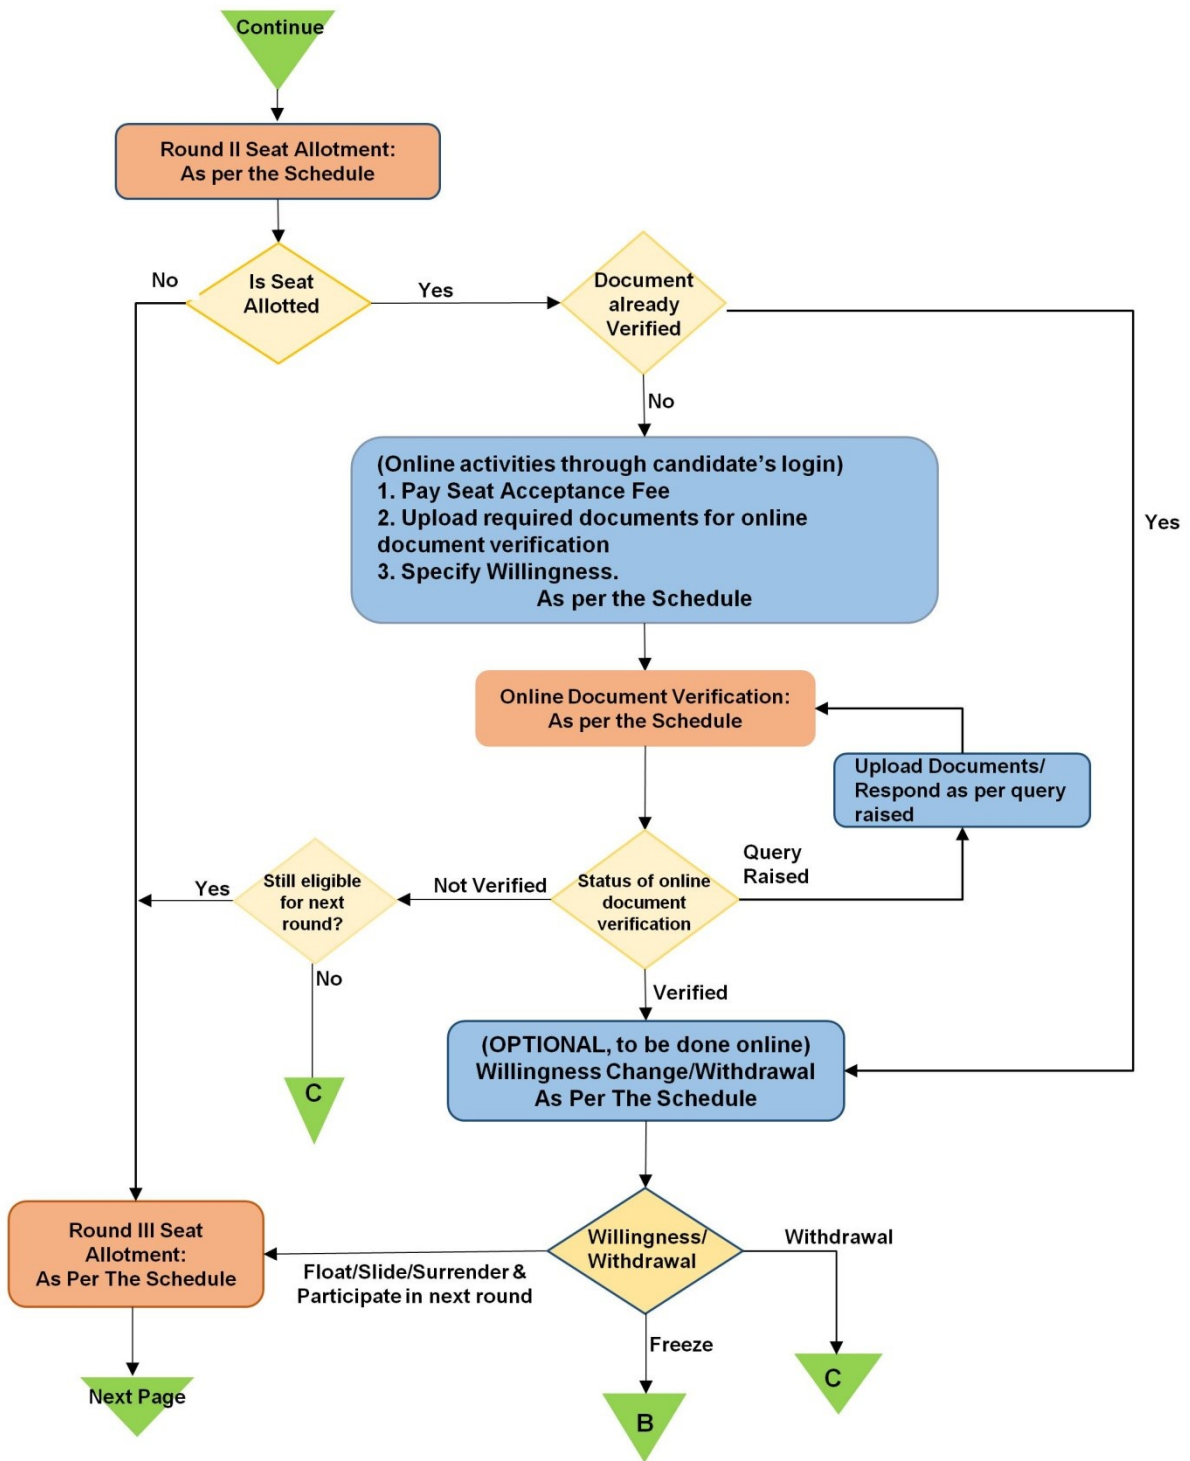 Continue
Round II Seat Allotment:
As per the Schedule
No
Is Seat
Allotted
Yes
Document
already
Verified
No
(Online activities through candidate’s login)
1. Pay Seat Acceptance Fee
2. Upload required documents for online
document verification
3. Specify Willingness.
As per the Schedule
Yes
Online Document Verification:
As per the Schedule
Upload Documents/
Respond as per query
raised
Query
Raised
Status of online
document
verification
Not Verified
Still eligible
for next
round?
Yes
No
C
Verified
(OPTIONAL, to be done online)
Willingness Change/Withdrawal
As Per The Schedule
Willingness/
Withdrawal
Withdrawal
C
Float/Slide/Surrender &
Participate in next round
Freeze
B
Round III Seat
Allotment:
As Per The Schedule
Next Page